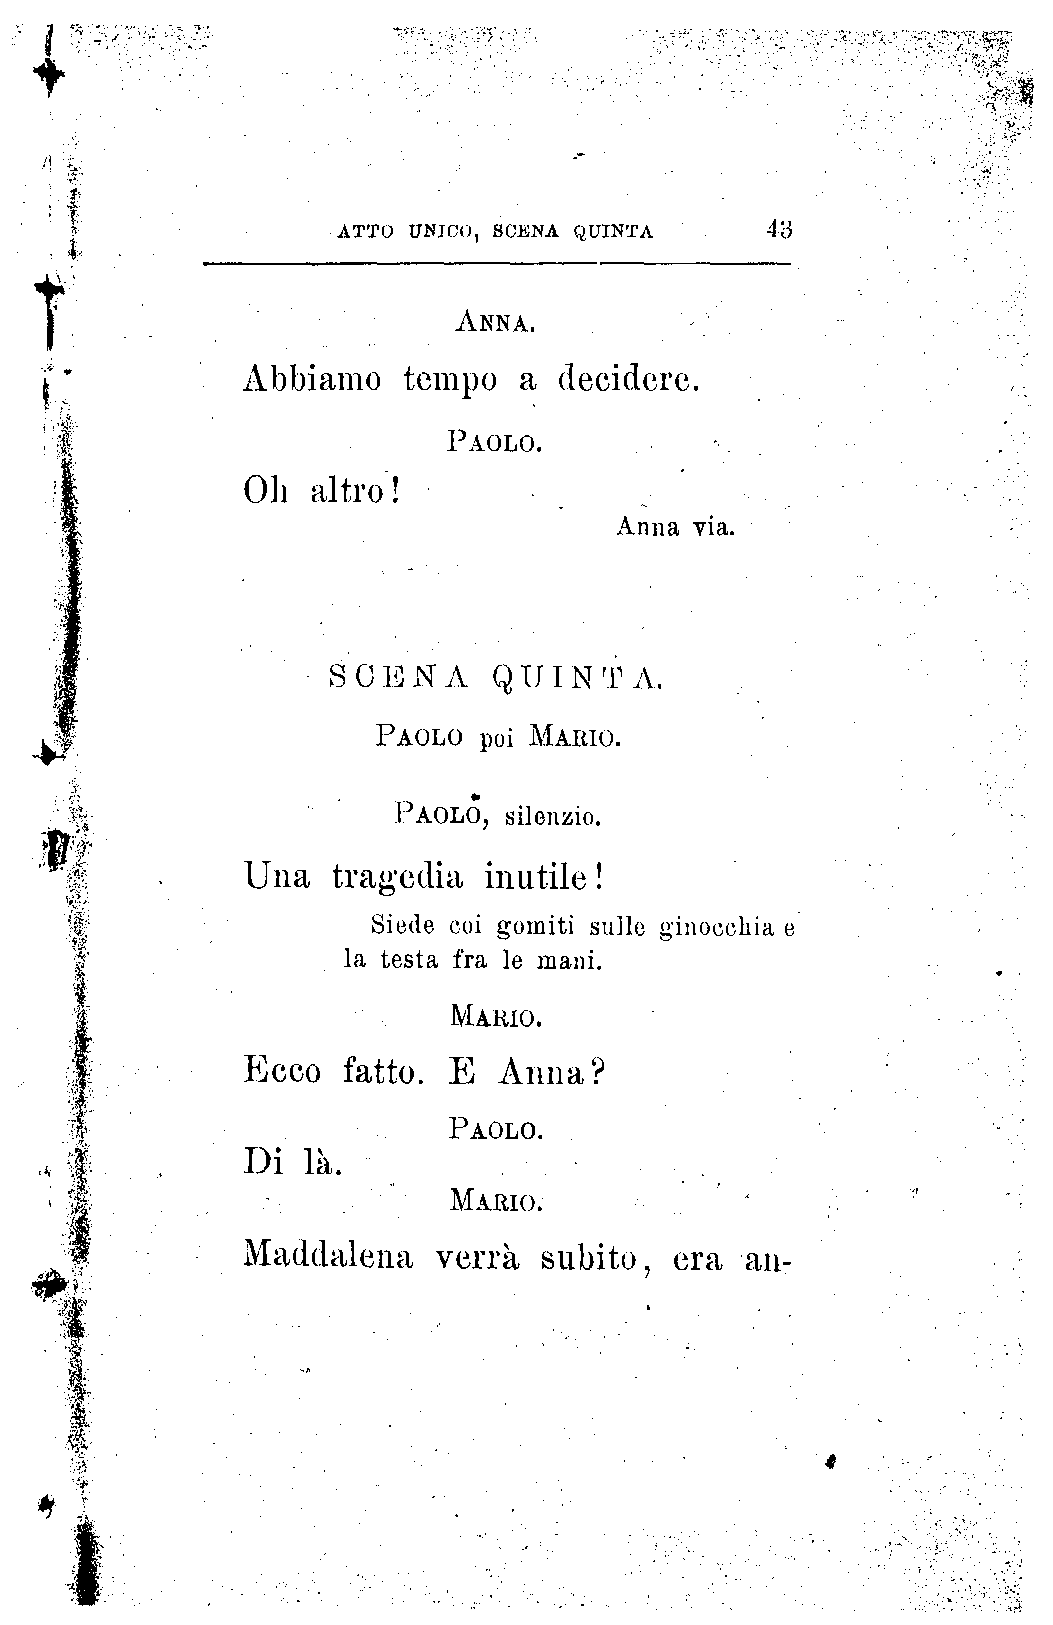 ATTO UNICO, SCENA QUINTA 43
ANNA.
Abbiamo tempo a decidere.
PAOLO.
Oh altro!
Anna via.
SCENA QUINTA.
PAOLO poi MARIO.
PAOLO, silenzio.
Una tragedia inutile!
Siede coi gomiti sulle ginocchia e
la testa fra le mani.
MARIO.
Ecco fatto. E Anna?
PAOLO.
Di là.
MARIO.
Maddalena verrà subito, era an-